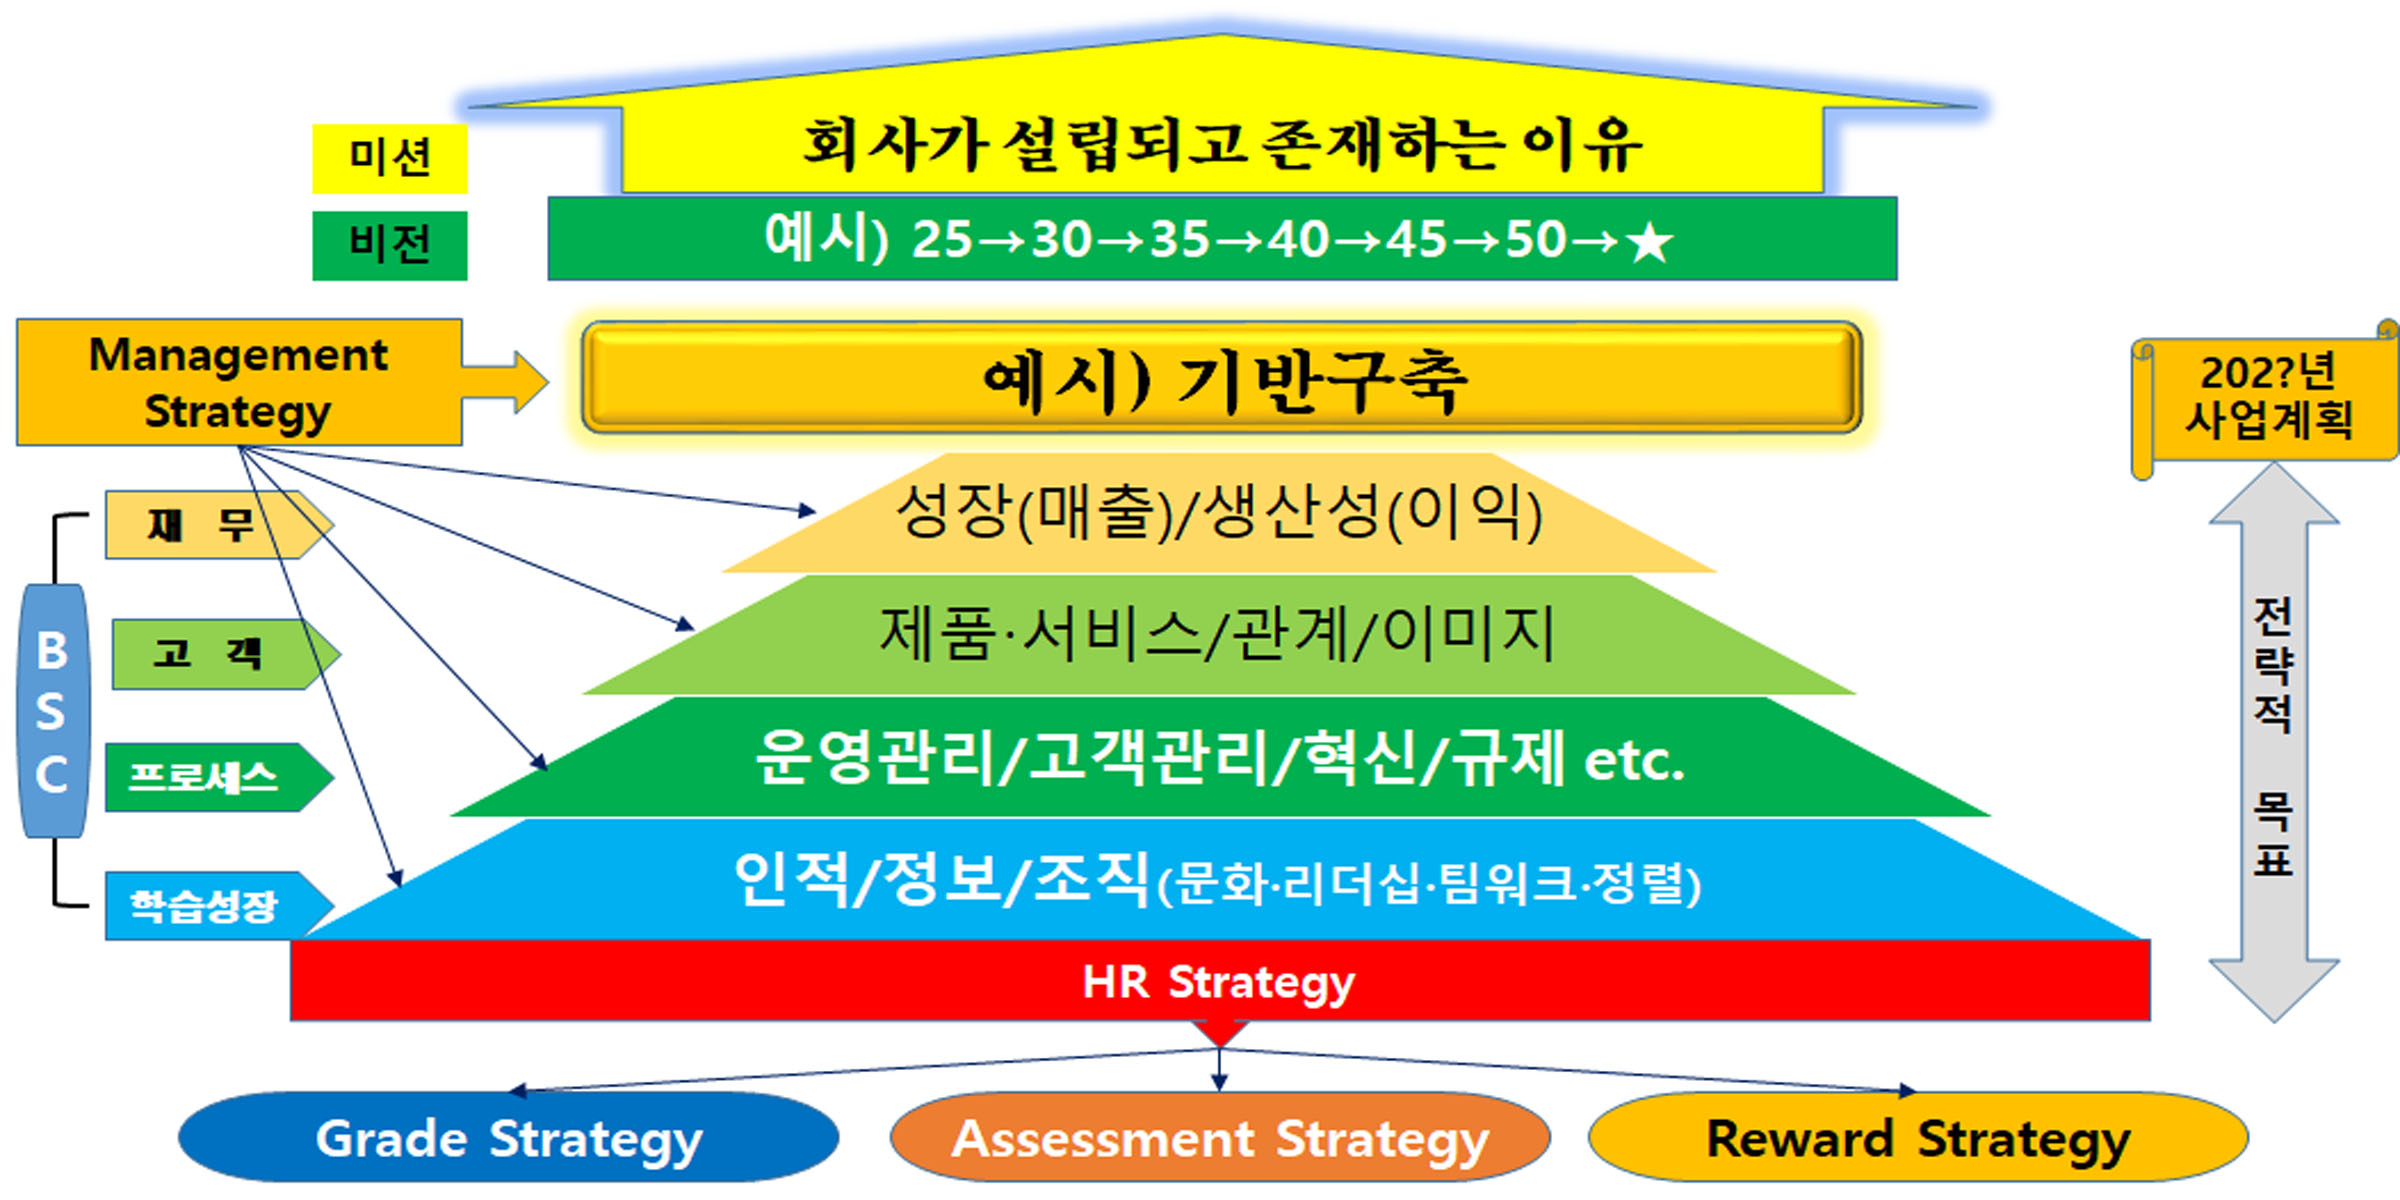 회사가 설립되고 존재하는 이유
미션
비전
예시) 25→30→35→40→45→50→★
Management
Strategy
예시) 기반구축
202?년
사업계획
재 무
성장(매출)/생산성(이익)
고 객
제품·서비스/관계/이미지
BSC
프로세스
운영관리/고객관리/혁신/규제 etc.
학습성장
인적/정보/조직(문화·리더십·팀워크·정렬)
전략적 목표
HR Strategy
Grade Strategy
Assessment Strategy
Reward Strategy